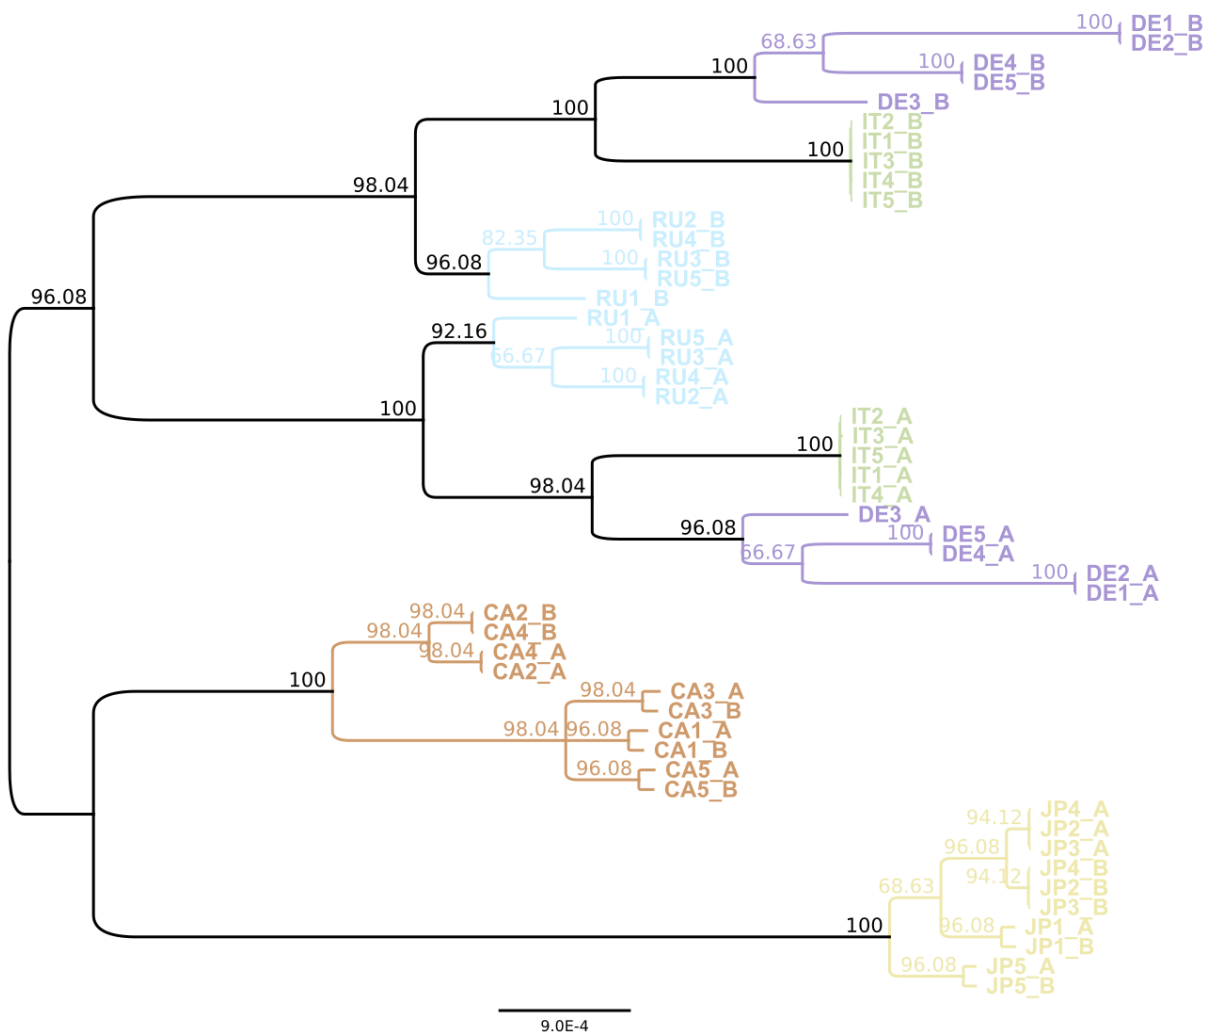 100 DE1_B
DE2_B
68.63
100 DE4_B
DE5_B
100
DE3_B
100
IT2_B
IT1_B
100 IT3_B
IT4_B
IT5_B
98.04
100 RU2_B
RU4_B
82.35
100 RU3_B
RU5_B
96.08
RU1_B
96.08
RU1_A
92.16
100 RU5_A
RU3_A
66.67
100 RU4_A
RU2_A
100
IT2_A
IT3_A
100 IT5_A
IT1_A
IT4_A
98.04
DE3_A
96.08
100 DE5_A
DE4_A
66.67
100 DE2_A
DE1_A
98.04 CA2_B
CA4_B
98.04
98.04 CA4_A
CA2_A
100
98.04 CA3_A
CA3_B
98.04 96.08 CA1_A
CA1_B
96.08 CA5_A
CA5_B
94.12 JP4_A
JP2_A
JP3_A
96.08
94.12 JP4_B
JP2_B
JP3_B
68.63
96.08 JP1_A
JP1_B
100
96.08 JP5_A
JP5_B
9.0E-4